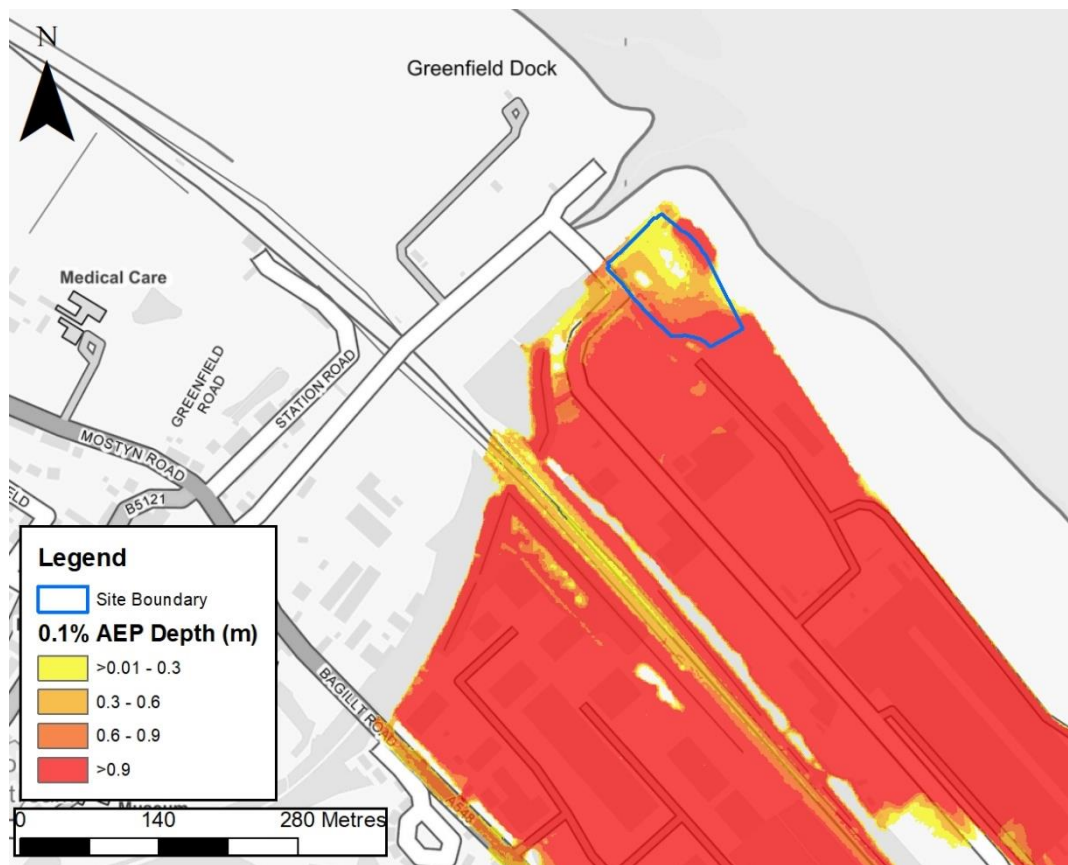 N
Greenfield Dock
Medical Care
GREENFIELD
ROAD
STATION ROAD
MOSTYN ROAD
B5121
BAGILLT ROAD
A548
Museum
Legend
Site Boundary
0.1% AEP Depth (m)
>0.01 - 0.3
0.3 - 0.6
0.6 - 0.9
>0.9
0 140 280 Metres